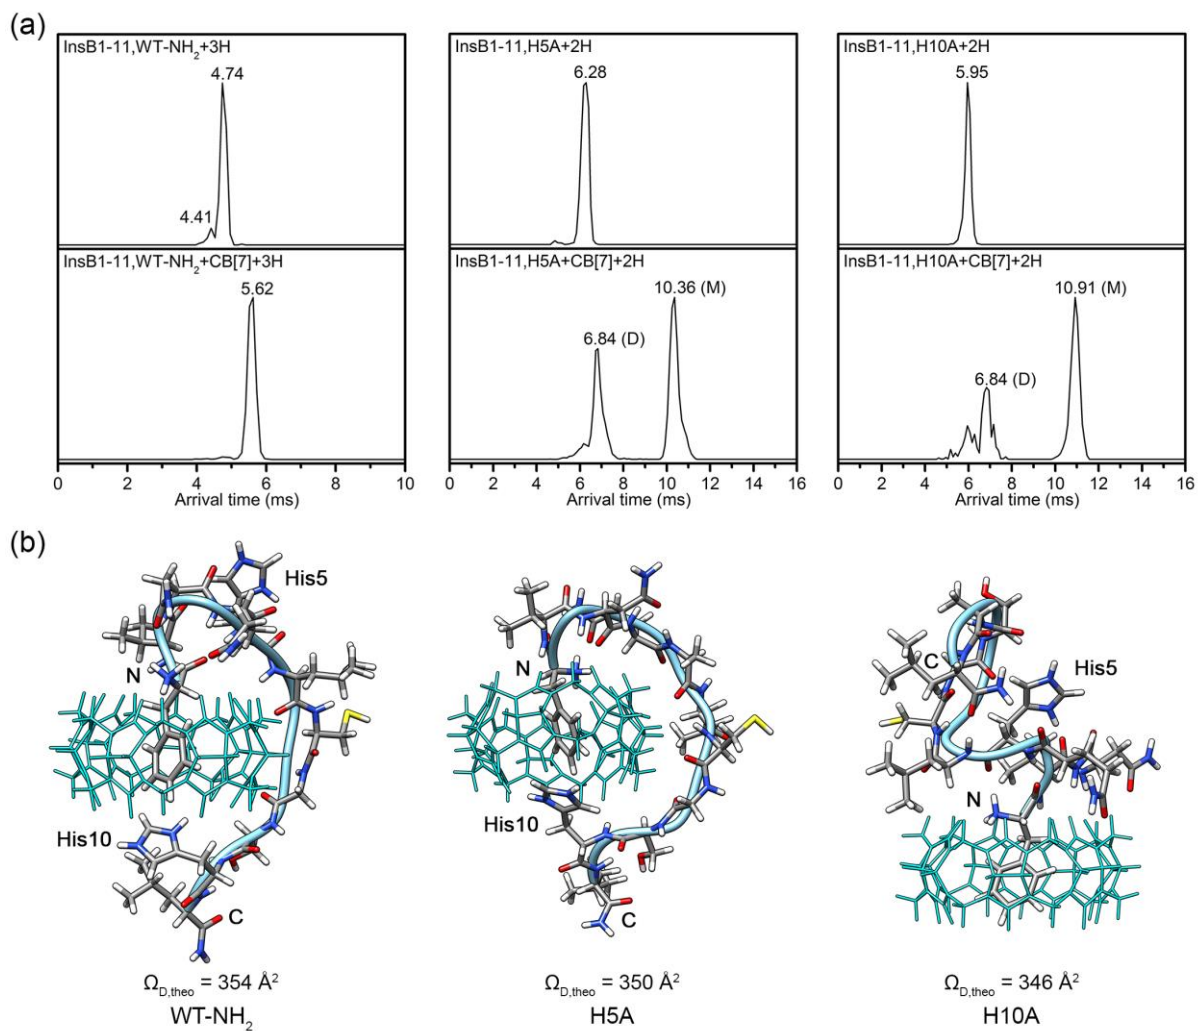 (a)
InsB1-11,WT-NH₂+3H
4.74
4.41
InsB1-11,H5A+2H
6.28
InsB1-11,H10A+2H
5.95
InsB1-11,WT-NH₂+CB[7]+3H
5.62
InsB1-11,H5A+CB[7]+2H
10.36 (M)
6.84 (D)
InsB1-11,H10A+CB[7]+2H
10.91 (M)
6.84 (D)
0 2 4 6 8 10
Arrival time (ms)
0 2 4 6 8 10 12 14 16
Arrival time (ms)
0 2 4 6 8 10 12 14 16
Arrival time (ms)
(b)
His5
N
His10
C
Ω_D,theo = 354 Å²
WT-NH₂
N
His10
C
Ω_D,theo = 350 Å²
H5A
C
His5
N
Ω_D,theo = 346 Å²
H10A